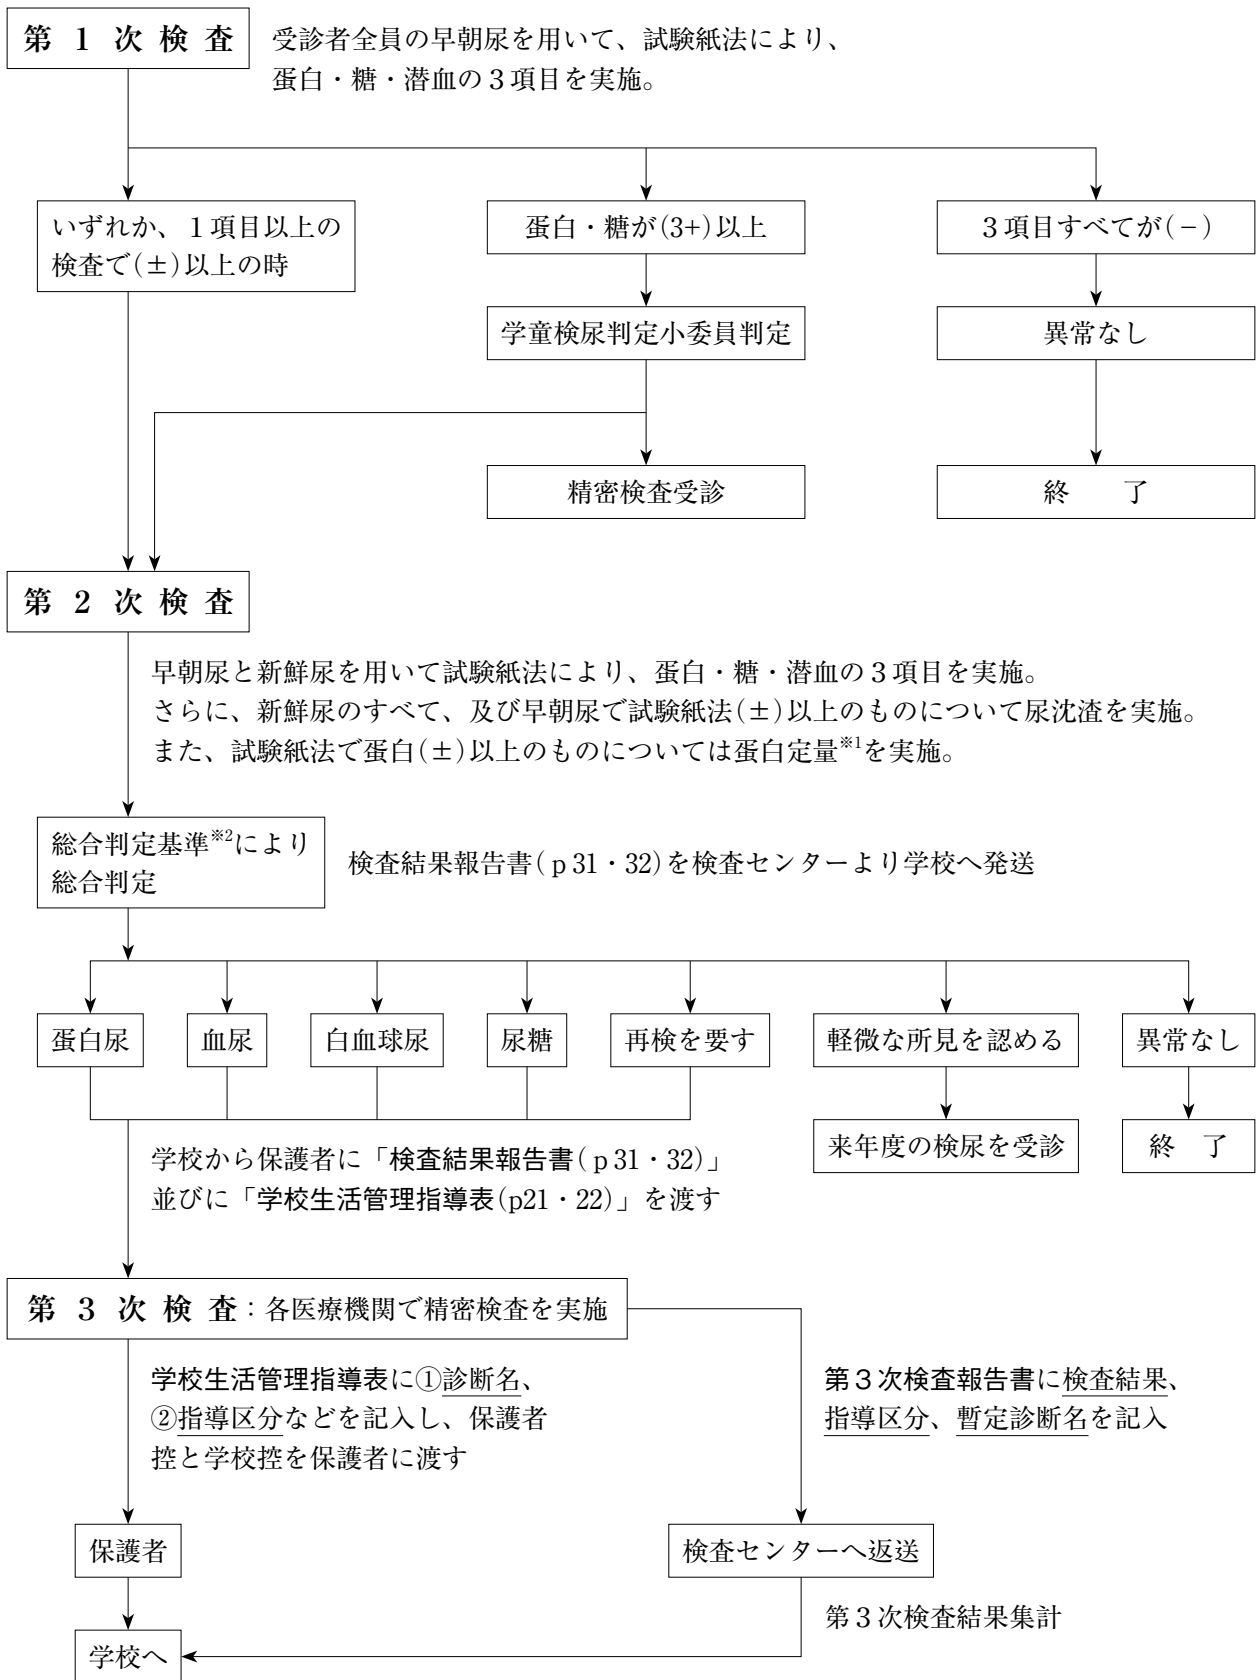 第１次検査
受診者全員の早朝尿を用いて、試験紙法により、
蛋白・糖・潜血の３項目を実施。
いずれか、１項目以上の
検査で(±)以上の時
蛋白・糖が(3+)以上
３項目すべてが(−)
学童検尿判定小委員判定
異常なし
精密検査受診
終　了
第２次検査
早朝尿と新鮮尿を用いて試験紙法により、蛋白・糖・潜血の３項目を実施。
さらに、新鮮尿のすべて、及び早朝尿で試験紙法(±)以上のものについて尿沈渣を実施。
また、試験紙法で蛋白(±)以上のものについては蛋白定量※1を実施。
総合判定基準※2により
総合判定
検査結果報告書(p31・32)を検査センターより学校へ発送
蛋白尿
血尿
白血球尿
尿糖
再検を要す
軽微な所見を認める
異常なし
来年度の検尿を受診
終　了
学校から保護者に「検査結果報告書(p31・32)」
並びに「学校生活管理指導表(p21・22)」を渡す
第３次検査：各医療機関で精密検査を実施
学校生活管理指導表に①診断名、
②指導区分などを記入し、保護者
控と学校控を保護者に渡す
第３次検査報告書に検査結果、
指導区分、暫定診断名を記入
保護者
検査センターへ返送
第３次検査結果集計
学校へ